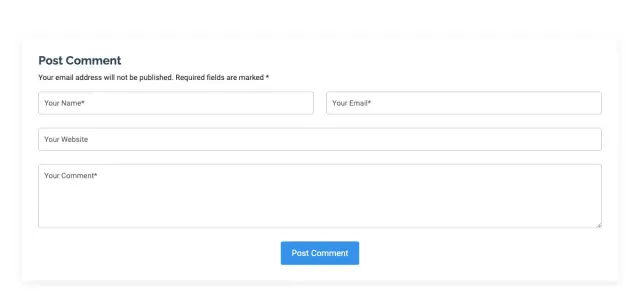 Post Comment
Your email address will not be published. Required fields are marked *
Your Name*
Your Email*
Your Website
Your Comment*
Post Comment